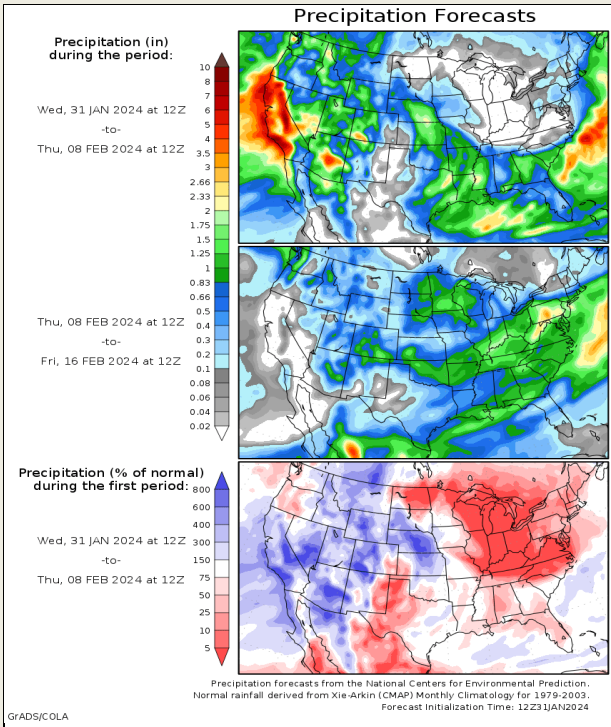 Precipitation Forecasts
Precipitation (in)
during the period:
Wed, 31 JAN 2024 at 12Z
-to-
Thu, 08 FEB 2024 at 12Z
10
8
7
6
5
4
3.5
3
2.66
2.33
2
1.75
1.5
1.25
1
0.83
0.66
0.5
0.4
0.3
0.2
0.1
0.08
0.06
0.04
0.02
Thu, 08 FEB 2024 at 12Z
-to-
Fri, 16 FEB 2024 at 12Z
Precipitation (% of normal)
during the first period:
Wed, 31 JAN 2024 at 12Z
-to-
Thu, 08 FEB 2024 at 12Z
800
600
400
300
150
75
50
25
10
5
Precipitation forecasts from the National Centers for Environmental Prediction.
Normal rainfall derived from Xie-Arkin (CMAP) Monthly Climatology for 1979-2003.
Forecast Initialization Time: 12Z31JAN2024
GrADS/COLA